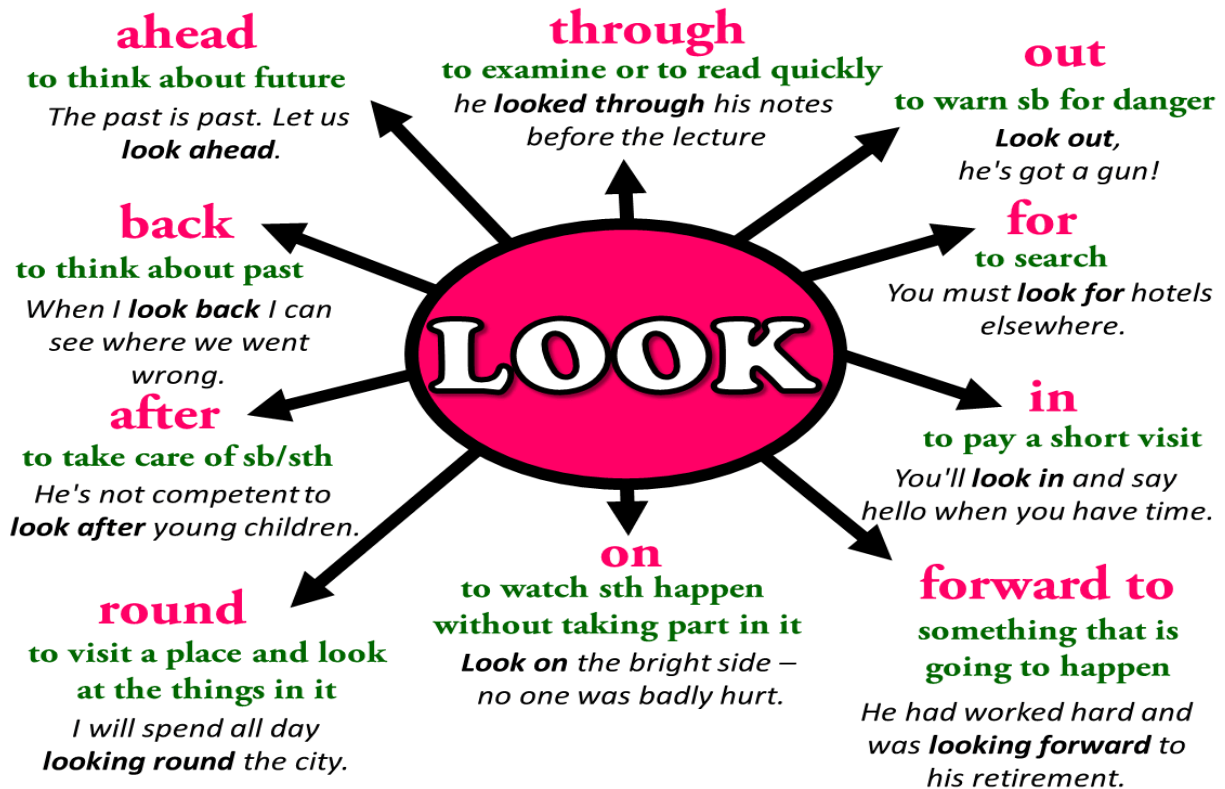 ahead
to think about future
The past is past. Let us
look ahead.
through
to examine or to read quickly
he looked through his notes
before the lecture
out
to warn sb for danger
Look out,
he's got a gun!
back
to think about past
When I look back I can
see where we went
wrong.
for
to search
You must look for hotels
elsewhere.
LOOK
after
to take care of sb/sth
He's not competent to
look after young children.
in
to pay a short visit
You'll look in and say
hello when you have time.
round
to visit a place and look
at the things in it
I will spend all day
looking round the city.
on
to watch sth happen
without taking part in it
Look on the bright side –
no one was badly hurt.
forward to
something that is
going to happen
He had worked hard and
was looking forward to
his retirement.